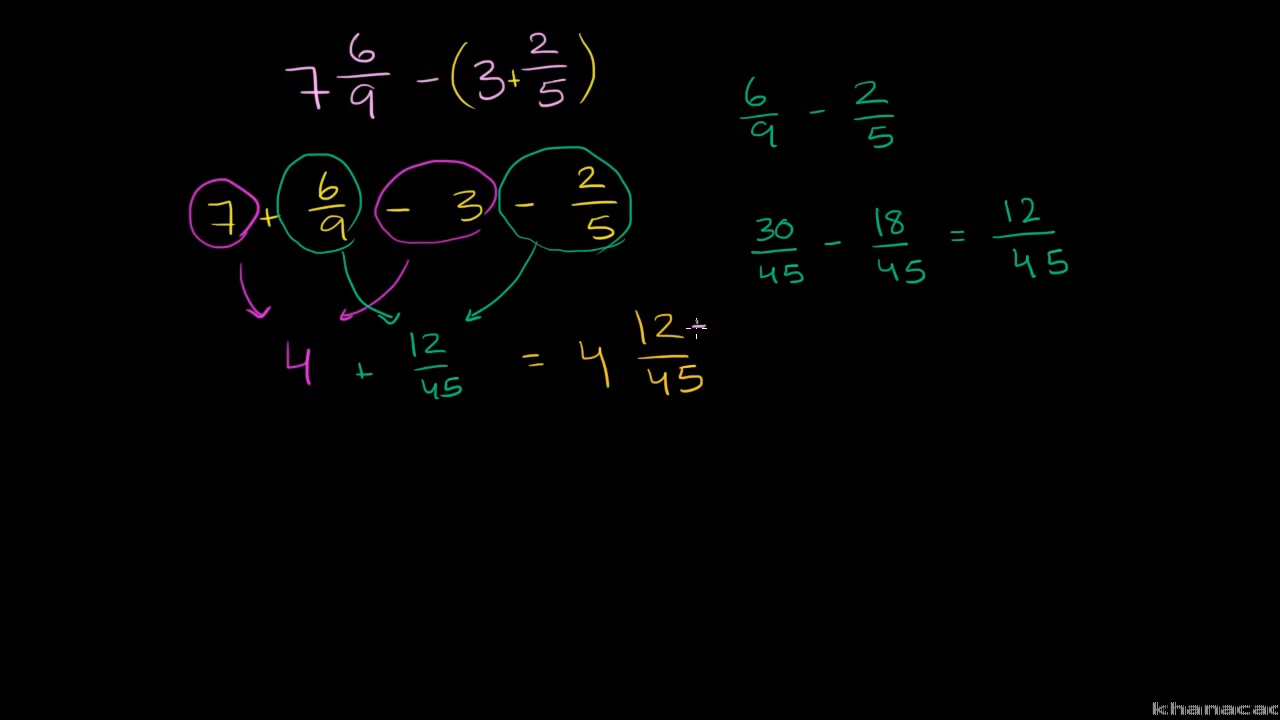 7 6/9 - (3 + 2/5)
6/9 - 2/5
7 + 6/9 - 3 - 2/5
30/45 - 18/45 = 12/45
4 + 12/45 = 4 12/45
khanacad